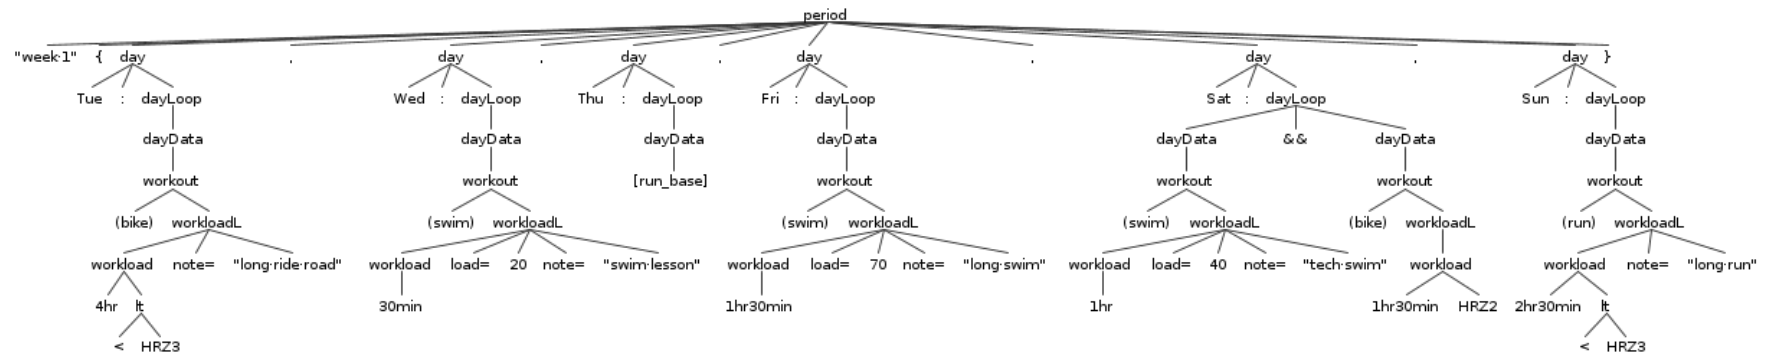 period
"week·1" { day . day . day . day . day . day }
Tue : dayLoop Wed : dayLoop Thu : dayLoop Fri : dayLoop Sat : dayLoop Sun : dayLoop
dayData dayData dayData dayData dayData && dayData dayData
workout workout [run_base] workout workout workout workout
(bike) workloadL (swim) workloadL (swim) workloadL (swim) workloadL (bike) workloadL (run) workloadL
workload note= "long·ride·road" workload load= 20 note= "swim·lesson" workload load= 70 note= "long·swim" workload load= 40 note= "tech·swim" workload workload note= "long·run"
4hr lt 30min 1hr30min 1hr 1hr30min HRZ2 2hr30min lt
< HRZ3 < HRZ3